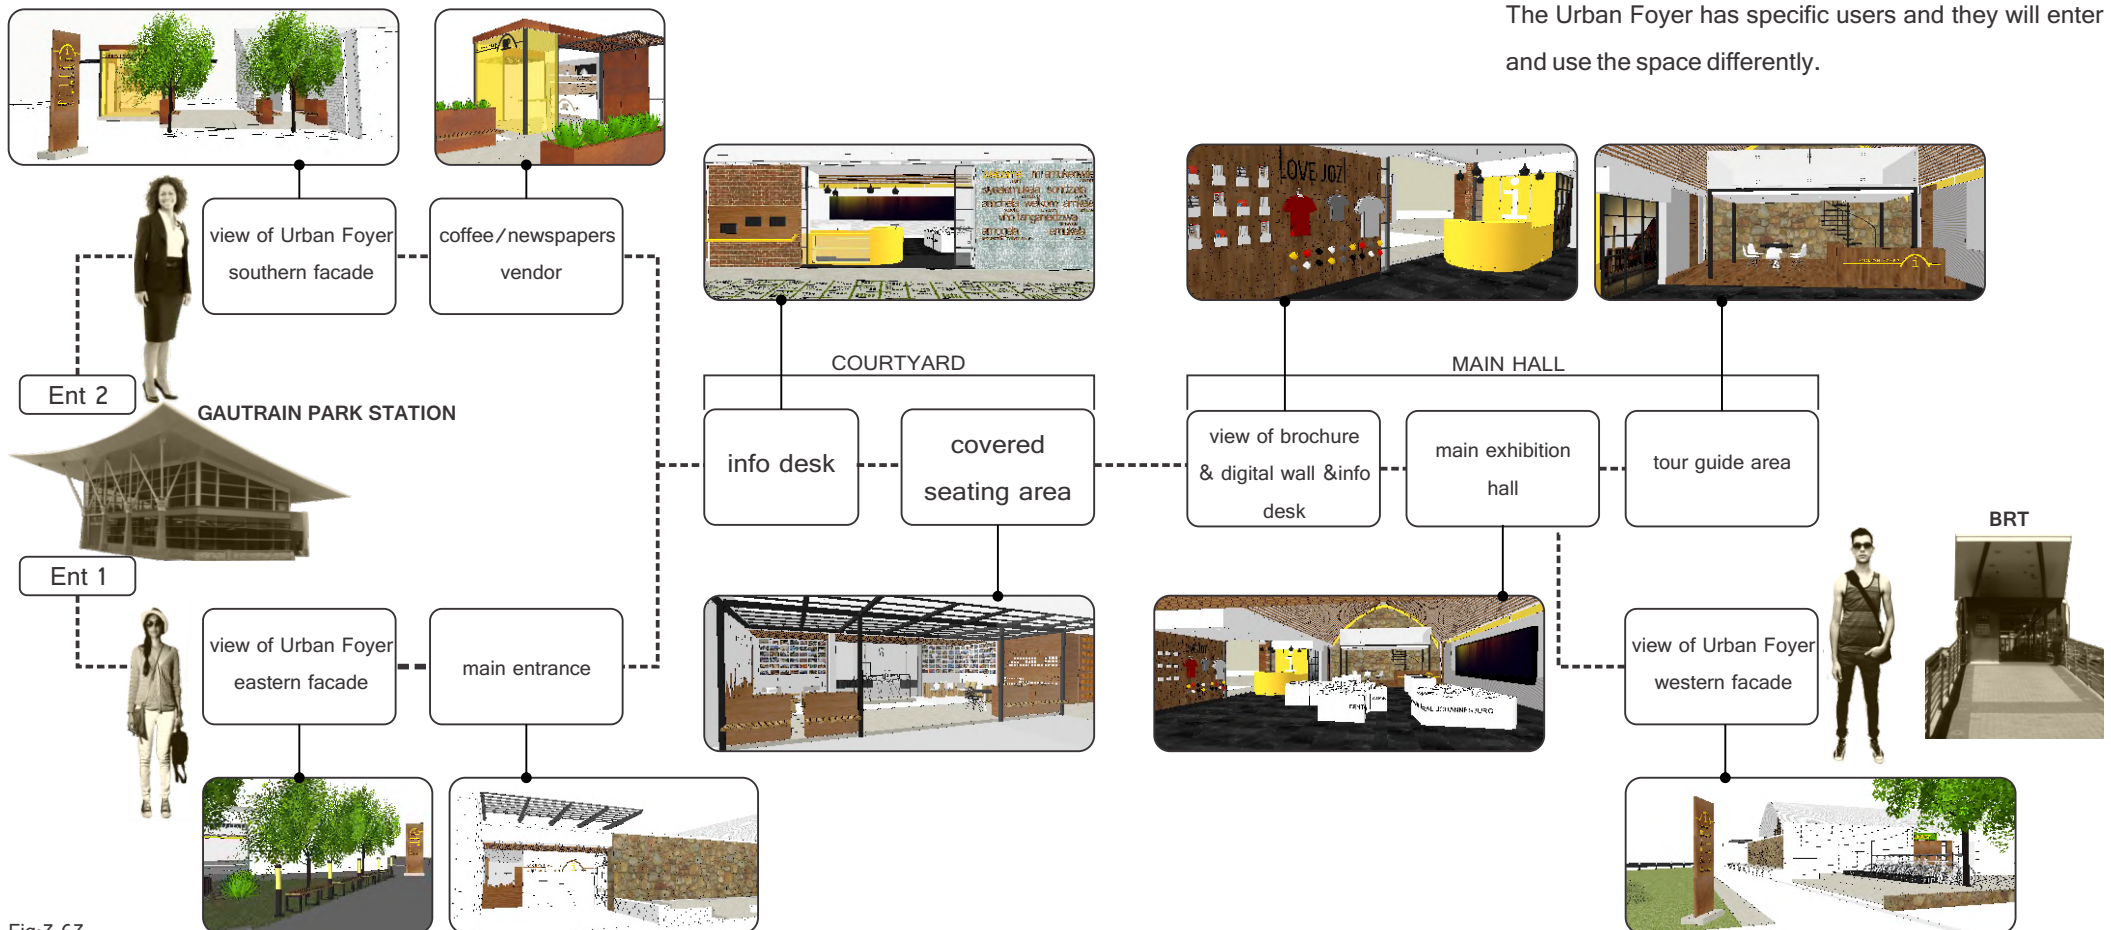 The Urban Foyer has specific users and they will enter
and use the space differently.
view of Urban Foyer
southern facade
coffee/newspapers
vendor
LOVE JOZI
i
Ent 2
GAUTRAIN PARK STATION
COURTYARD
MAIN HALL
info desk
covered
seating area
view of brochure
& digital wall &info
desk
main exhibition
hall
tour guide area
BRT
Ent 1
view of Urban Foyer
eastern facade
main entrance
view of Urban Foyer
western facade